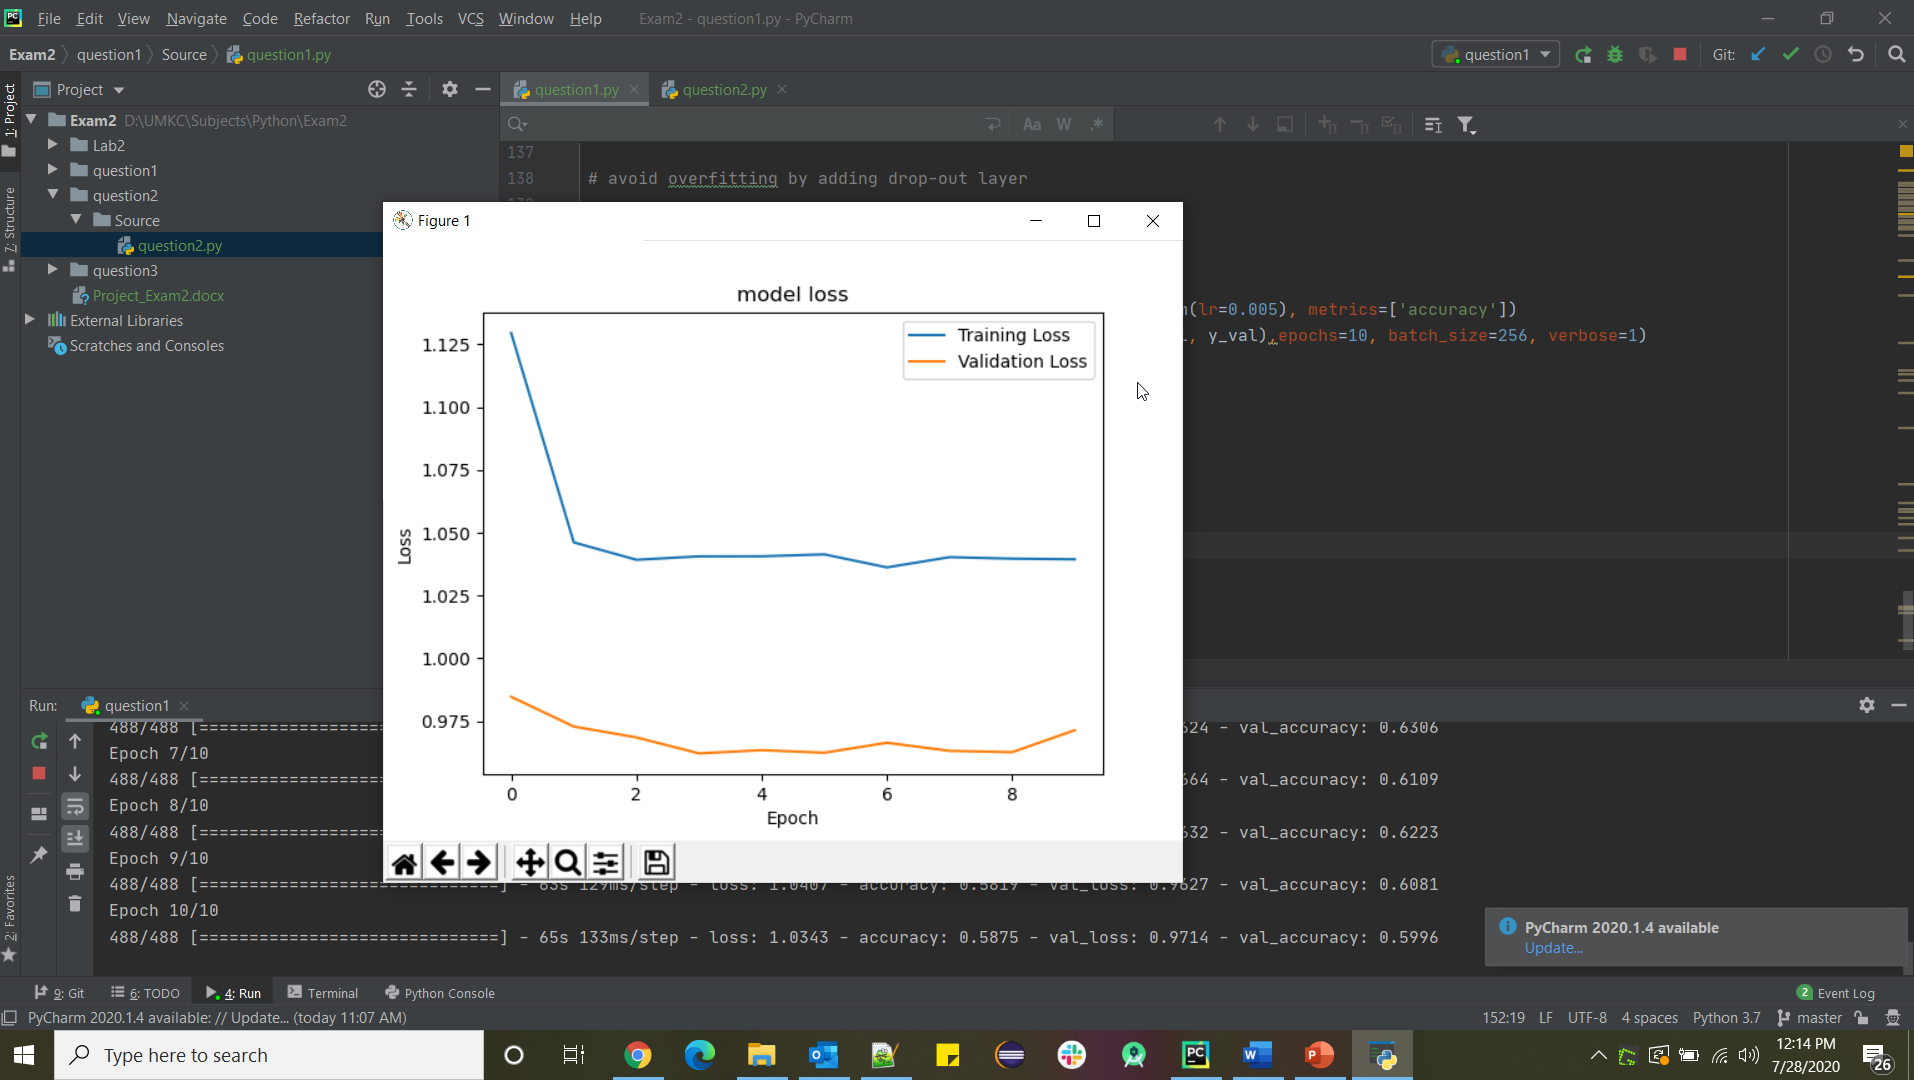 File Edit View Navigate Code Refactor Run Tools VCS Window Help Exam2 - question1.py - PyCharm
Exam2 question1 Source question1.py
question1 Git:
1: Project
Project
question1.py question2.py
Exam2 D:\UMKC\Subjects\Python\Exam2
Aa W .*
Lab2
question1
question2
Source
question2.py
question3
Project_Exam2.docx
External Libraries
Scratches and Consoles
7: Structure
137
138 # avoid overfitting by adding drop-out layer
(lr=0.005), metrics=['accuracy'])
, y_val),epochs=10, batch_size=256, verbose=1)
Figure 1
model loss
Training Loss
Validation Loss
1.125
1.100
1.075
1.050
1.025
1.000
0.975
Loss
0 2 4 6 8
Epoch
Run: question1
488/488 [================== 624 - val_accuracy: 0.6306
Epoch 7/10
488/488 [================== 664 - val_accuracy: 0.6109
Epoch 8/10
488/488 [================== 632 - val_accuracy: 0.6223
Epoch 9/10
488/488 [==============================] - 63s 129ms/step - loss: 1.0407 - accuracy: 0.5819 - val_loss: 0.9627 - val_accuracy: 0.6081
Epoch 10/10
488/488 [==============================] - 65s 133ms/step - loss: 1.0343 - accuracy: 0.5875 - val_loss: 0.9714 - val_accuracy: 0.5996
2: Favorites
PyCharm 2020.1.4 available
Update...
9: Git 6: TODO 4: Run Terminal Python Console 2 Event Log
PyCharm 2020.1.4 available: // Update... (today 11:07 AM) 152:19 LF UTF-8 4 spaces Python 3.7 master
Type here to search
12:14 PM
7/28/2020
26